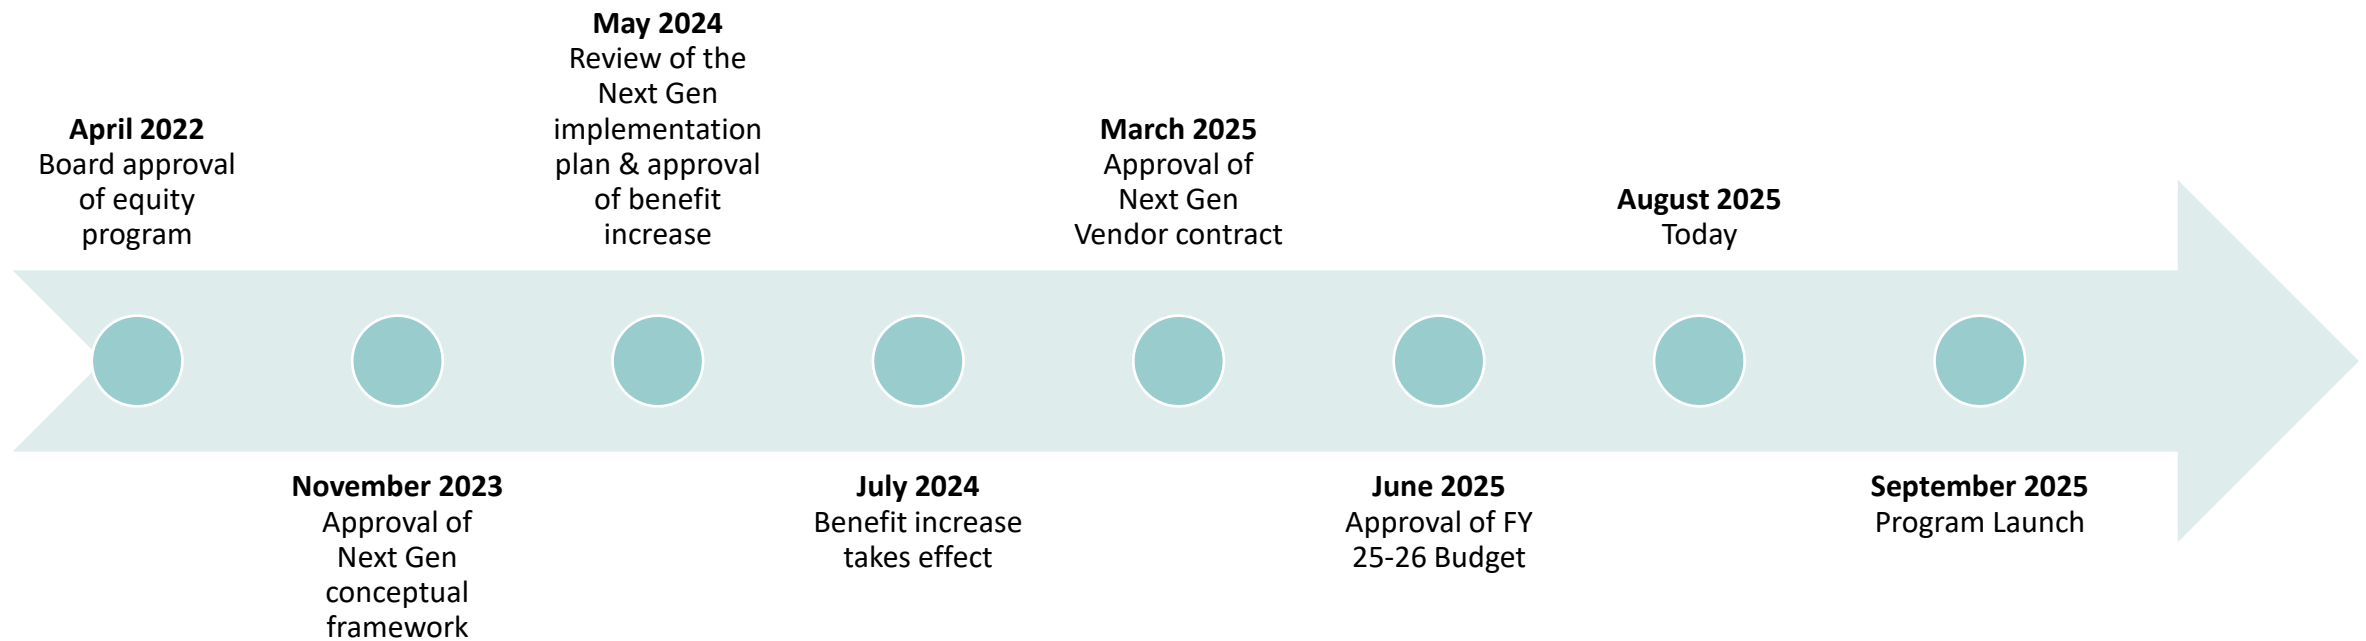 April 2022
Board approval
of equity
program
November 2023
Approval of
Next Gen
conceptual
framework
May 2024
Review of the
Next Gen
implementation
plan & approval
of benefit
increase
July 2024
Benefit increase
takes effect
March 2025
Approval of
Next Gen
Vendor contract
June 2025
Approval of FY
25-26 Budget
August 2025
Today
September 2025
Program Launch